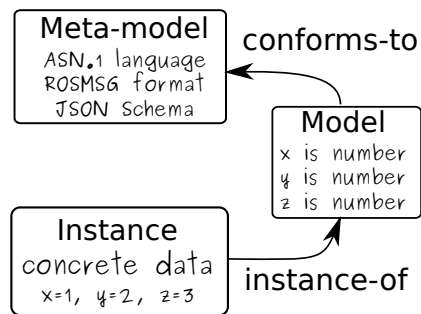 Meta-model
ASN.1 language
ROSMSG format
JSON Schema
conforms-to
Model
x is number
y is number
z is number
Instance
concrete data
x=1, y=2, z=3
instance-of